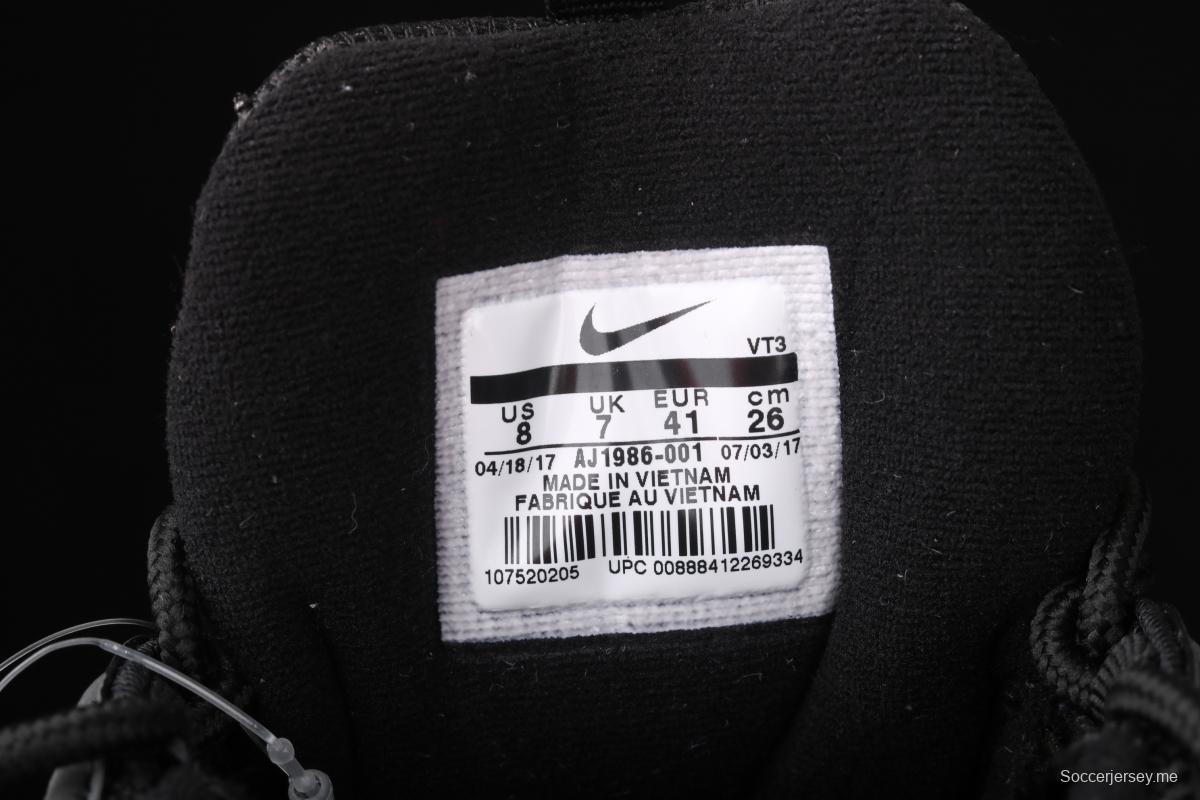 VT3
US UK EUR cm
8 7 41 26
04/18/17 AJ1986-001 07/03/17
MADE IN VIETNAM
FABRIQUE AU VIETNAM
107520205 UPC 00888412269334
Soccerjersey.me